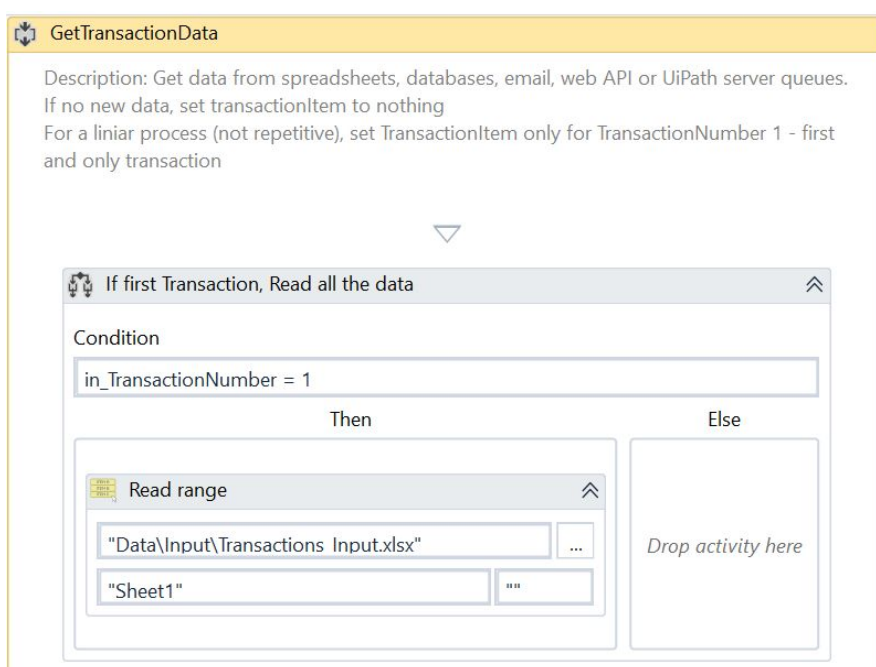 GetTransactionData
Description: Get data from spreadsheets, databases, email, web API or UiPath server queues.
If no new data, set transactionItem to nothing
For a liniar process (not repetitive), set TransactionItem only for TransactionNumber 1 - first
and only transaction
If first Transaction, Read all the data
Condition
in_TransactionNumber = 1
Then
Else
Read range
"Data\Input\Transactions_Input.xlsx"
...
Drop activity here
"Sheet1"
""